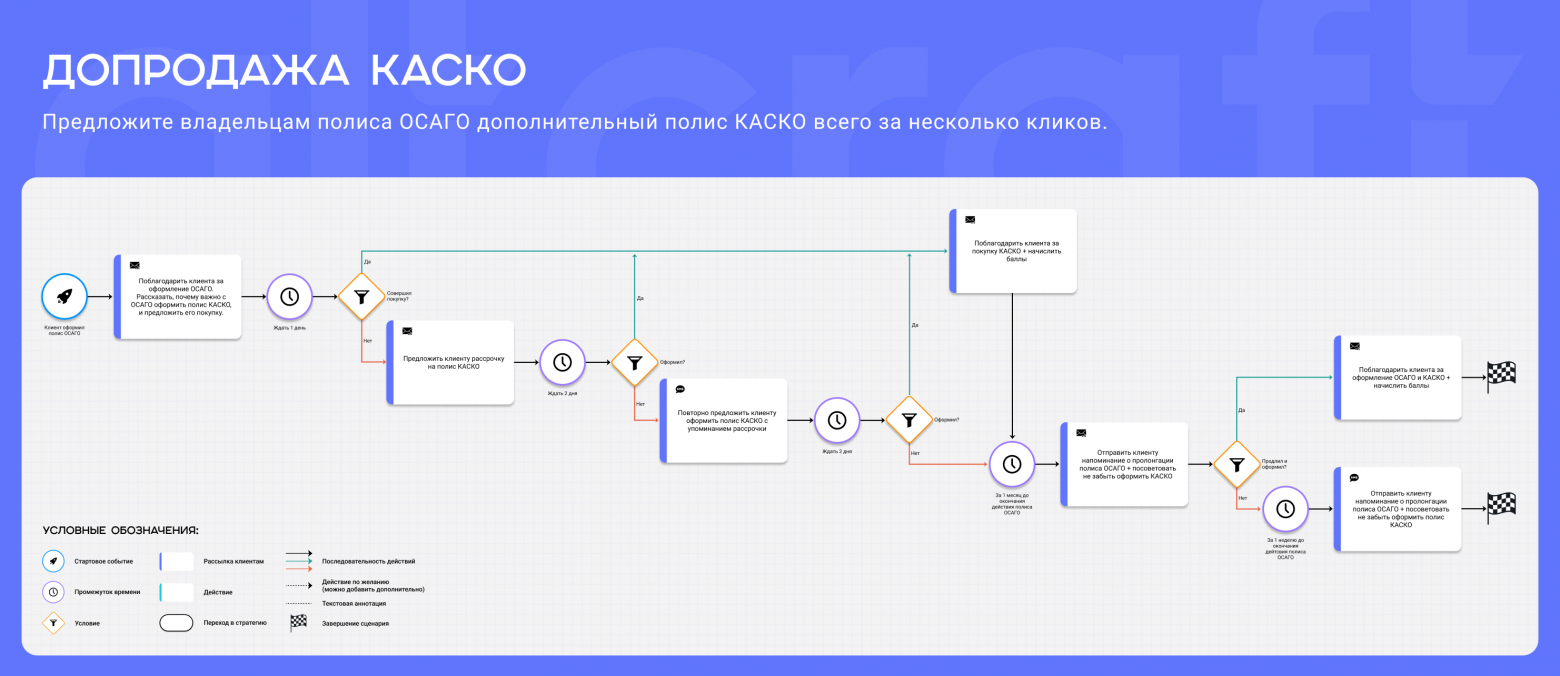 ДОПРОДАЖА КАСКО
Предложите владельцам полиса ОСАГО дополнительный полис КАСКО всего за несколько кликов.
allcraft
Клиент оформил
полис ОСАГО
Поблагодарить клиента за
оформление ОСАГО.
Рассказать, почему важно с
ОСАГО оформить полис КАСКО,
и предложить его покупку.
Ждать 1 день
Да
Совершил
покупку?
Нет
Предложить клиенту рассрочку
на полис КАСКО
Ждать 2 дня
Да
Оформил?
Нет
Повторно предложить клиенту
оформить полис КАСКО с
упоминанием рассрочки
Ждать 2 дня
Да
Оформил?
Нет
Поблагодарить клиента за
покупку КАСКО + начислить
баллы
За 1 месяц до
окончания
действия полиса
ОСАГО
Отправить клиенту
напоминание о пролонгации
полиса ОСАГО + посоветовать
не забыть оформить КАСКО
Да
Продлил и
оформил?
Нет
Поблагодарить клиента за
оформление ОСАГО и КАСКО +
начислить баллы
За 1 неделю до
окончания
действия полиса
ОСАГО
Отправить клиенту
напоминание о пролонгации
полиса ОСАГО + посоветовать
не забыть оформить полис
КАСКО
УСЛОВНЫЕ ОБОЗНАЧЕНИЯ:
Стартовое событие
Рассылка клиентам
Последовательность действий
Промежуток времени
Действие
Действие по желанию
(можно добавить дополнительно)
Текстовая аннотация
Условие
Переход в стратегию
Завершение сценария